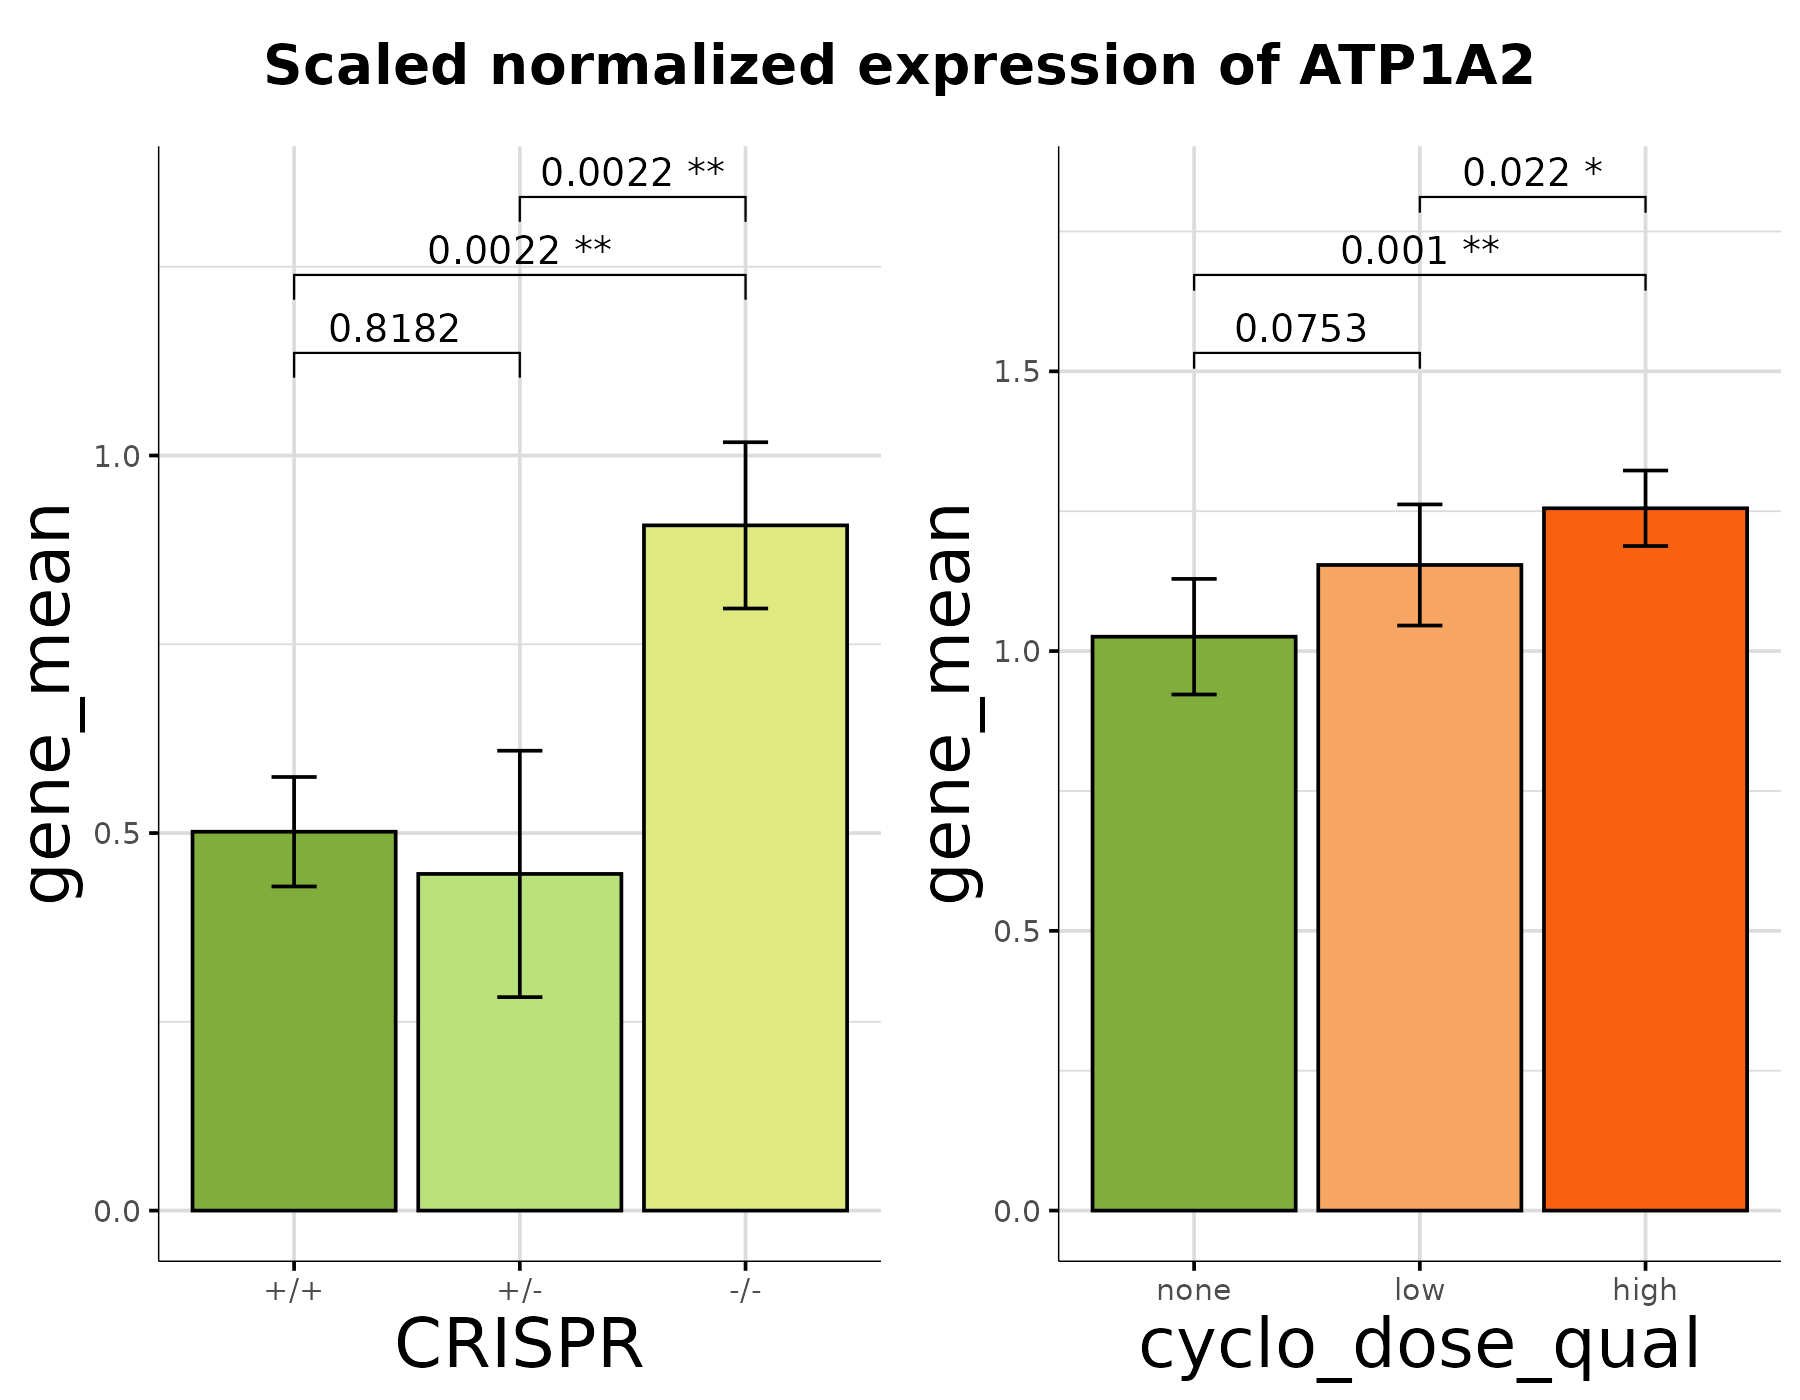 Scaled normalized expression of ATP1A2
0.0022 **
0.0022 **
0.8182
1.0
0.5
0.0
gene_mean
+/+ +/- -/-
CRISPR
0.022 *
0.001 **
0.0753
1.5
1.0
0.5
0.0
gene_mean
none low high
cyclo_dose_qual